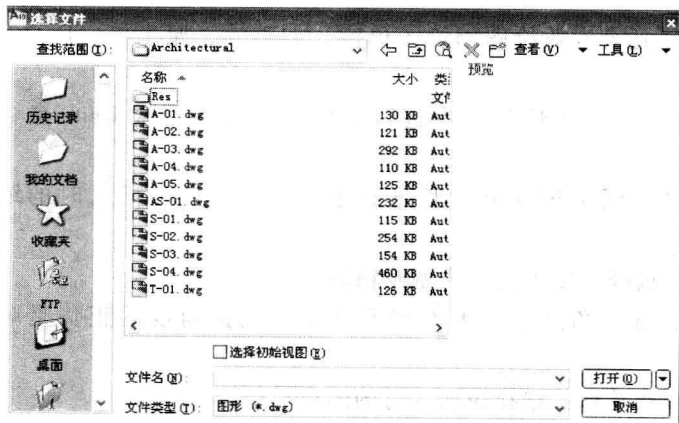 选择文件
查找范围(I): Architectural 查看(V) 工具(L)
名称 大小 类 预览
Res 文件
A-01.dwg 130 KB Aut
A-02.dwg 121 KB Aut
A-03.dwg 292 KB Aut
A-04.dwg 110 KB Aut
A-05.dwg 125 KB Aut
AS-01.dwg 232 KB Aut
S-01.dwg 115 KB Aut
S-02.dwg 254 KB Aut
S-03.dwg 154 KB Aut
S-04.dwg 460 KB Aut
T-01.dwg 126 KB Aut
历史记录
我的文档
收藏夹
FTP
桌面
选择初始视图(E)
文件名(N): 打开(O)
文件类型(T): 图形 (*.dwg) 取消